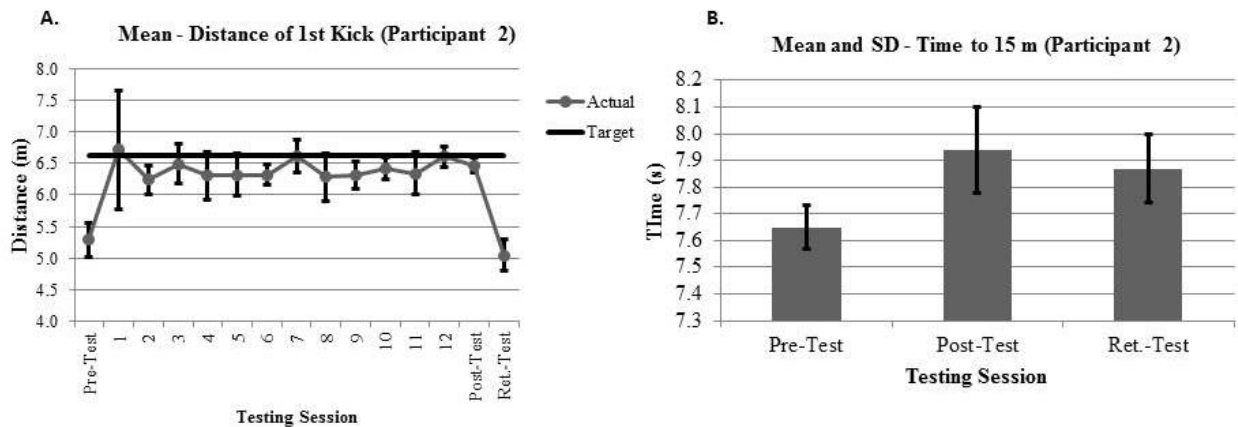 A.
Mean - Distance of 1st Kick (Participant 2)
8.0
7.5
7.0
6.5
6.0
5.5
5.0
4.5
4.0
Distance (m)
Pre-Test
1
2
3
4
5
6
7
8
9
10
11
12
Post-Test
Ret.-Test
Testing Session
Actual
Target
B.
Mean and SD - Time to 15 m (Participant 2)
8.2
8.1
8.0
7.9
7.8
7.7
7.6
7.5
7.4
7.3
TIme (s)
Pre-Test
Post-Test
Ret.-Test
Testing Session